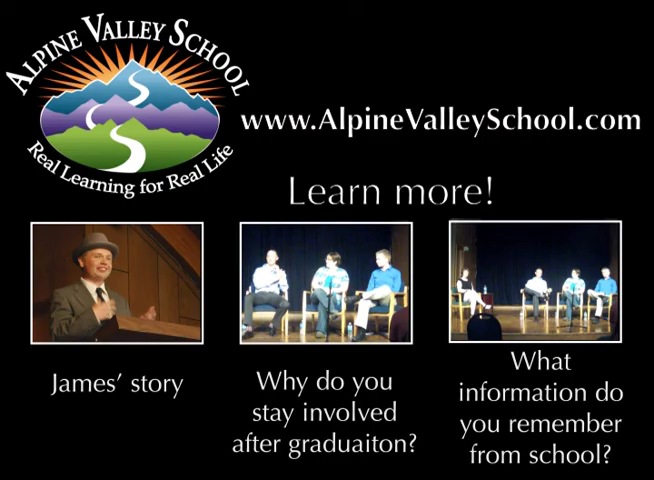 ALPINE VALLEY SCHOOL
Real Learning for Real Life
www.AlpineValleySchool.com
Learn more!
James' story
Why do you
stay involved
after graduaiton?
What
information do
you remember
from school?